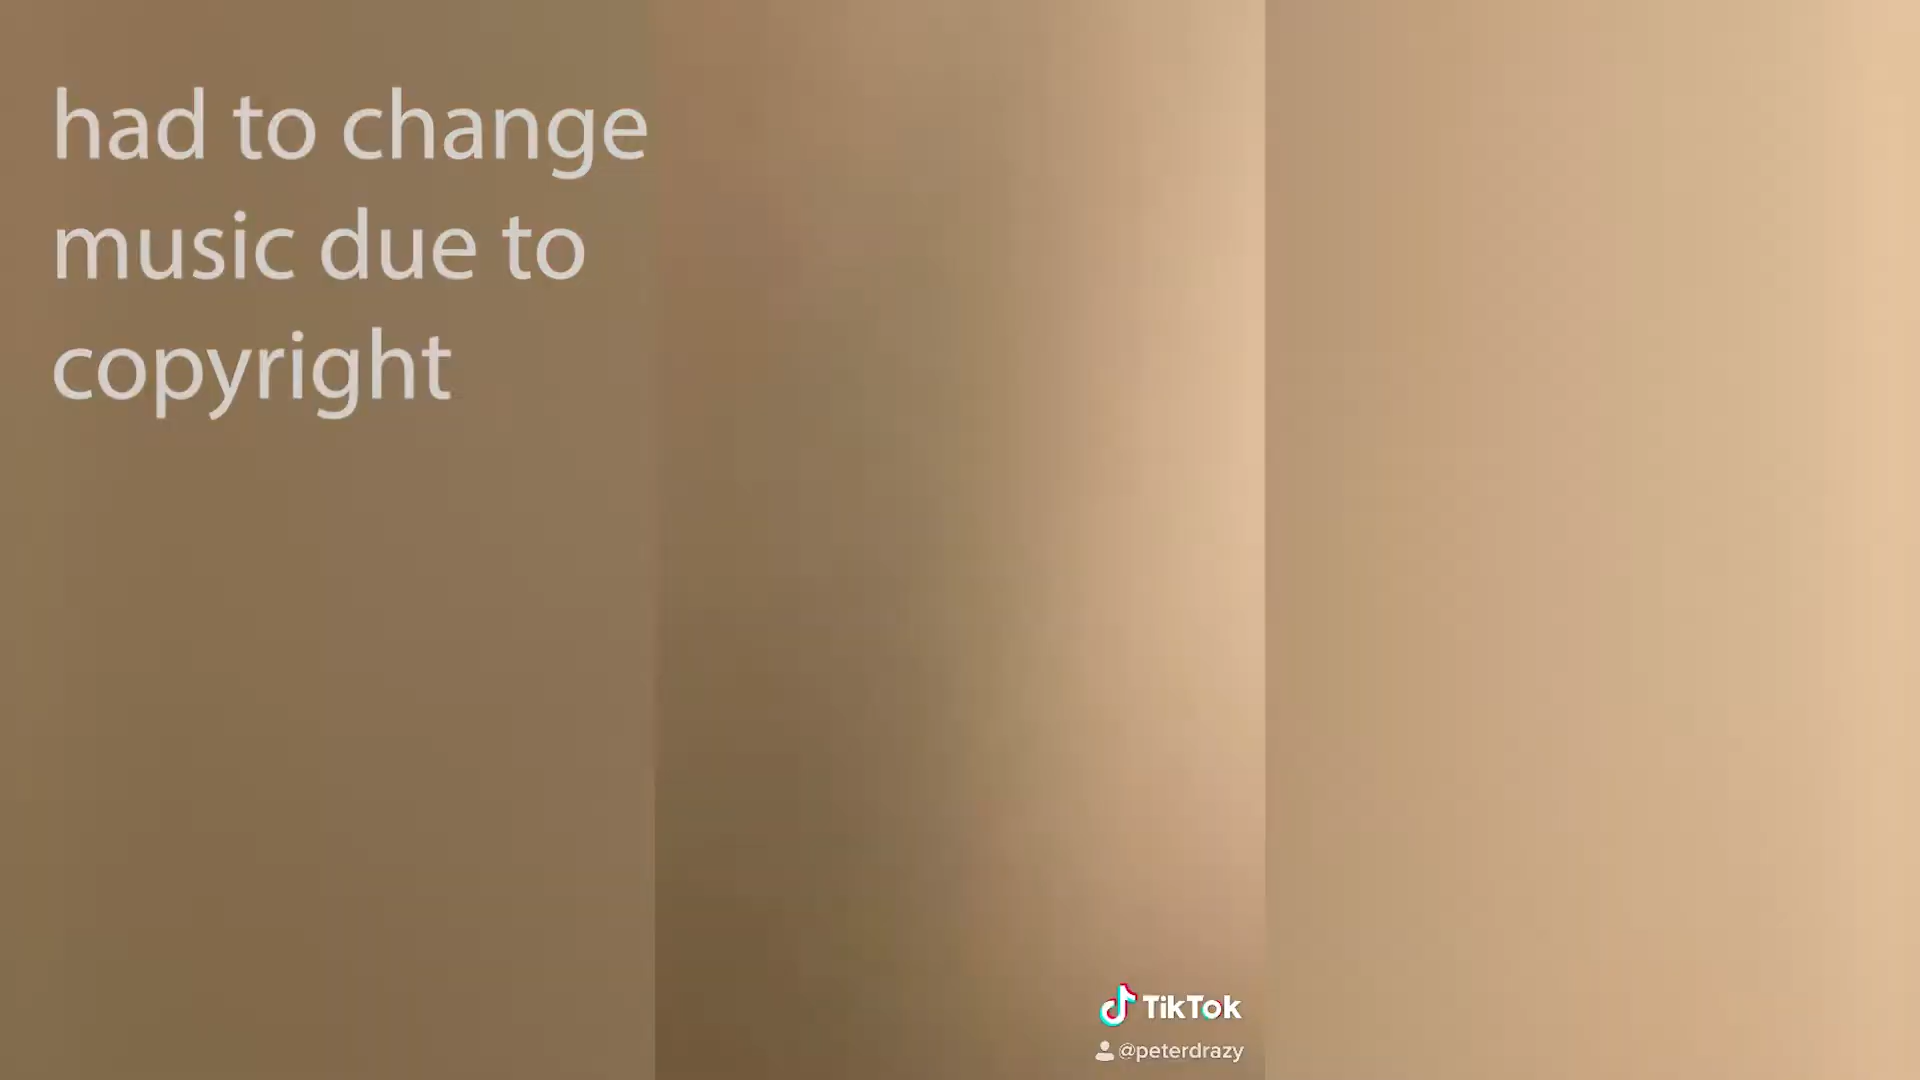 had to change
music due to
copyright
TikTok
@peterdrazy